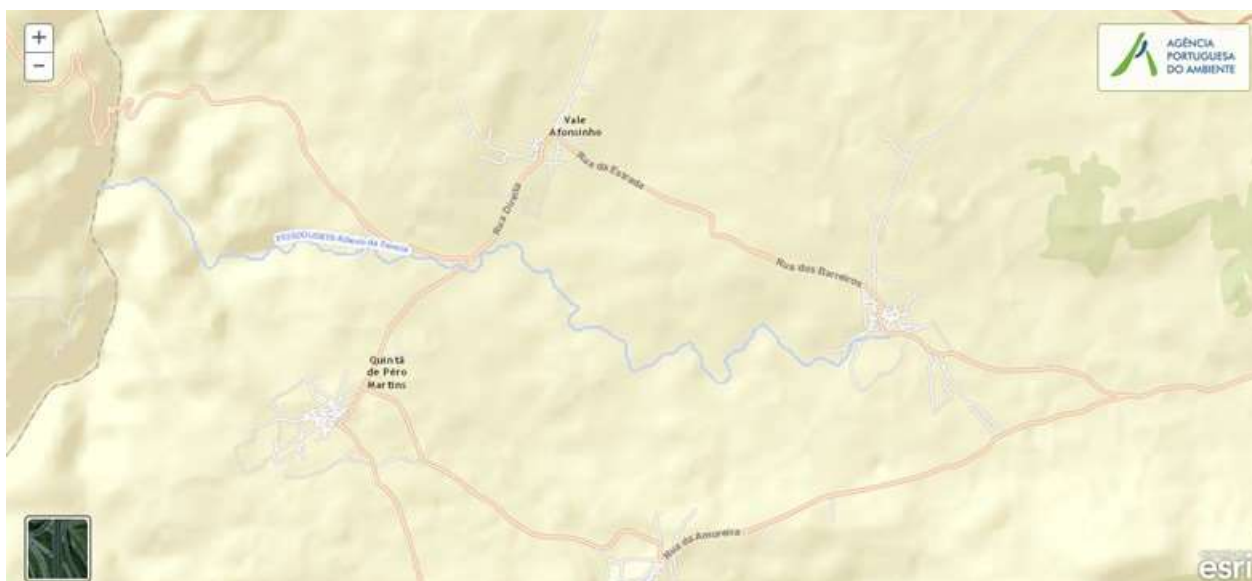 +
−
AGÊNCIA
PORTUGUESA
DO AMBIENTE
Vale
Afonsinho
Rua da Estrada
Rua Direita
Rua dos Barreiros
Quintã
de Pêro
Martins
Rua da Amoreira
esri